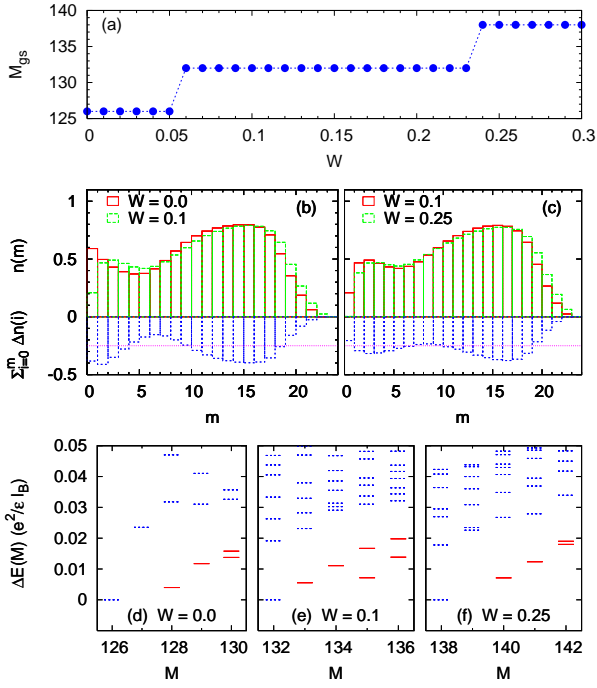 (a)
M_gs
140
135
130
125
0 0.05 0.1 0.15 0.2 0.25 0.3
W
W = 0.0
W = 0.1
(b)
W = 0.1
W = 0.25
(c)
n(m)
1
0.5
0
-0.5
Σ^m_{i=0} Δn(i)
0 5 10 15 20
0 5 10 15 20
m
m
ΔE(M) (e²/ε l_B)
0.05
0.04
0.03
0.02
0.01
0
(d) W = 0.0
(e) W = 0.1
(f) W = 0.25
126 128 130
132 134 136
138 140 142
M
M
M